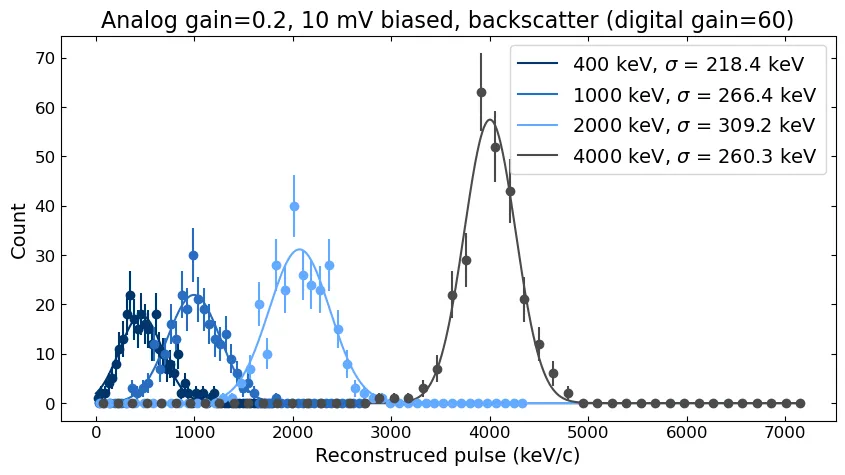 Analog gain=0.2, 10 mV biased, backscatter (digital gain=60)
400 keV, σ = 218.4 keV
1000 keV, σ = 266.4 keV
2000 keV, σ = 309.2 keV
4000 keV, σ = 260.3 keV
Count
70
60
50
40
30
20
10
0
0 1000 2000 3000 4000 5000 6000 7000
Reconstruced pulse (keV/c)